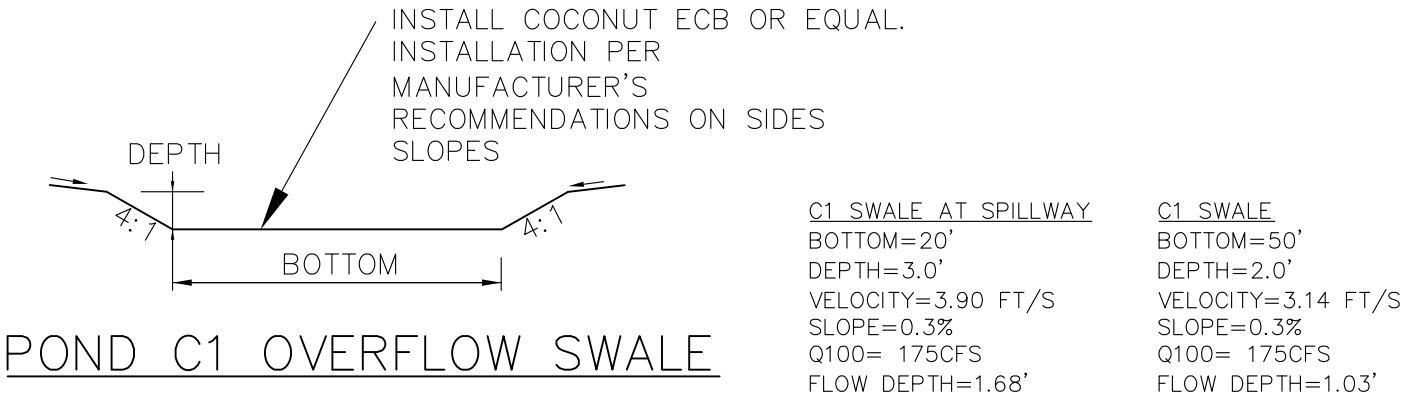 INSTALL COCONUT ECB OR EQUAL.
INSTALLATION PER
MANUFACTURER'S
RECOMMENDATIONS ON SIDES
SLOPES
DEPTH
4:1
4:1
BOTTOM
POND C1 OVERFLOW SWALE
C1 SWALE AT SPILLWAY
BOTTOM=20'
DEPTH=3.0'
VELOCITY=3.90 FT/S
SLOPE=0.3%
Q100= 175CFS
FLOW DEPTH=1.68'
C1 SWALE
BOTTOM=50'
DEPTH=2.0'
VELOCITY=3.14 FT/S
SLOPE=0.3%
Q100= 175CFS
FLOW DEPTH=1.03'